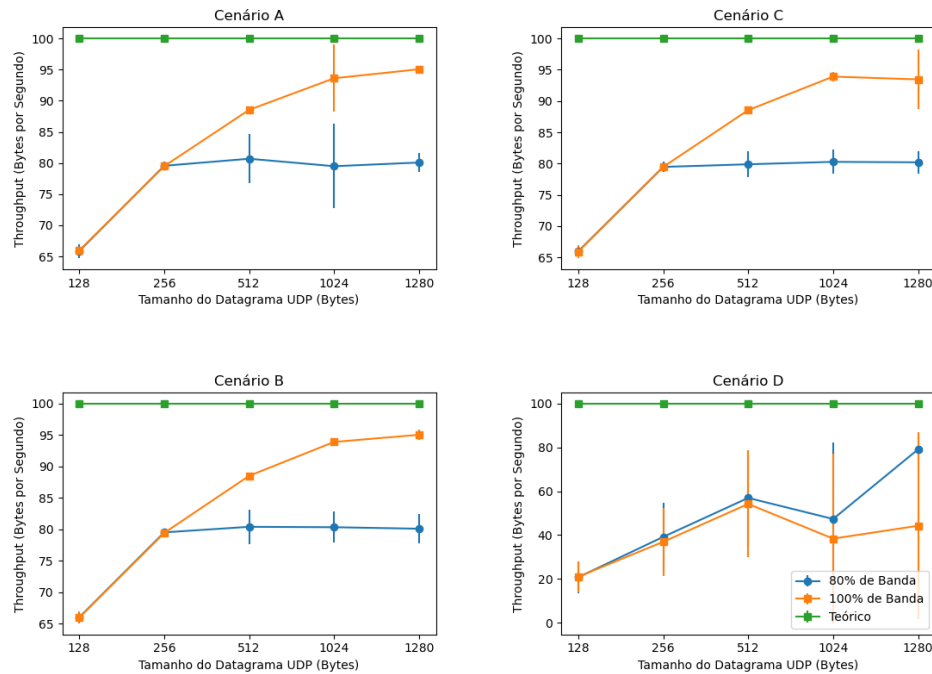 Cenário A
Throughput (Bytes por Segundo)
100
95
90
85
80
75
70
65
128 256 512 1024 1280
Tamanho do Datagrama UDP (Bytes)
Cenário C
Throughput (Bytes por Segundo)
100
95
90
85
80
75
70
65
128 256 512 1024 1280
Tamanho do Datagrama UDP (Bytes)
Cenário B
Throughput (Bytes por Segundo)
100
95
90
85
80
75
70
65
128 256 512 1024 1280
Tamanho do Datagrama UDP (Bytes)
Cenário D
Throughput (Bytes por Segundo)
100
80
60
40
20
0
80% de Banda
100% de Banda
Teórico
128 256 512 1024 1280
Tamanho do Datagrama UDP (Bytes)